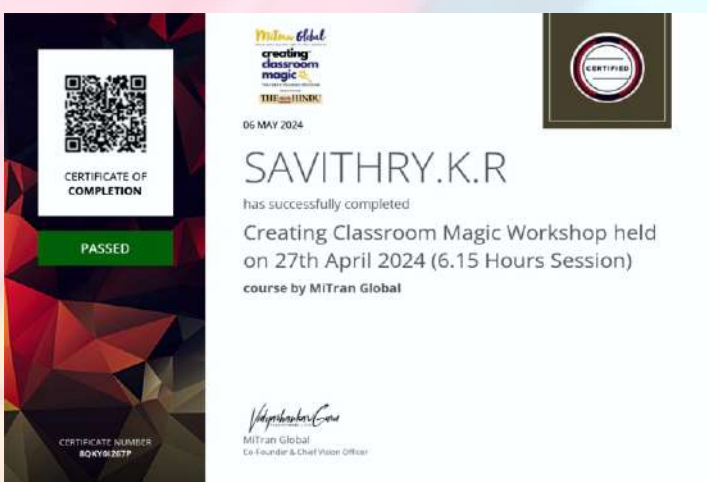 CERTIFICATE OF
COMPLETION
PASSED
CERTIFICATE NUMBER
MiTran Global
creating
classroom
magic
THE HINDU
06 MAY 2024
CERTIFIED
SAVITHRY.K.R
has successfully completed
Creating Classroom Magic Workshop held
on 27th April 2024 (6.15 Hours Session)
course by MiTran Global
MiTran Global
Co-Founder & Chief Vision Officer